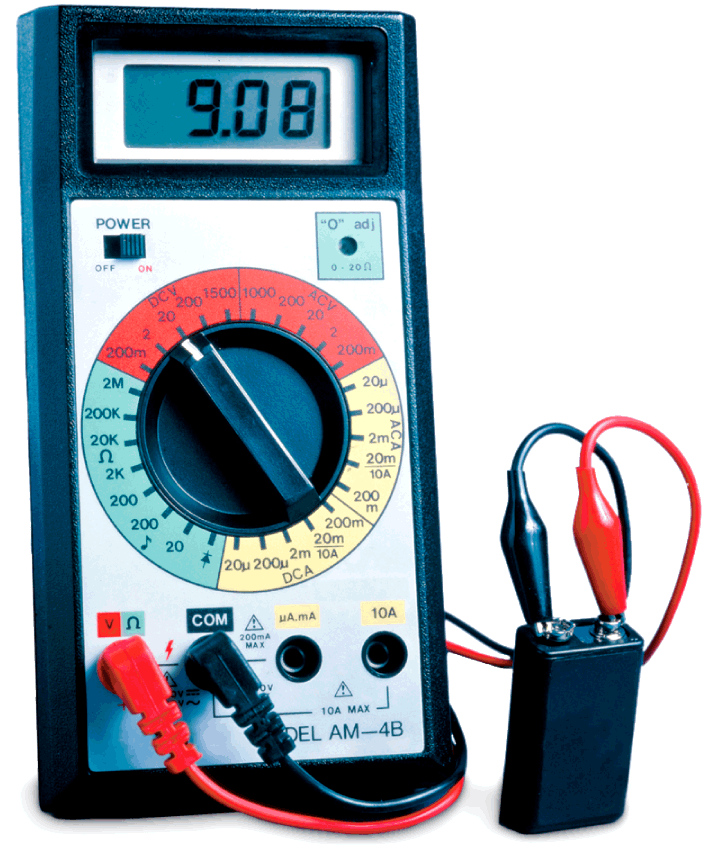 9.08
POWER
OFF ON
"O" adj
0 - 20Ω
DCV
200m
2
20
200
1500
1000
200
20
2
200m
ACV
20µ
200µ
2m
20m
10A
200
m
ACA
200m
20m
10A
2m
200µ
20µ
DCA
20
200
♪
200
2K
Ω
20K
200K
2M
V Ω
COM
200mA
MAX
µA.mA
10A
10A MAX
AM—4B